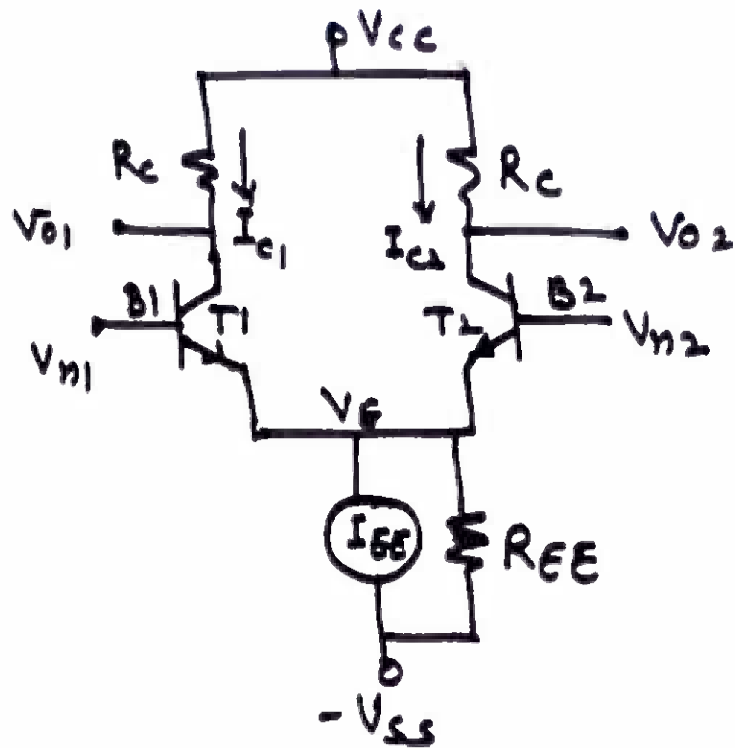 Vcc
Rc
Rc
Vo1
Ic1
Ic2
Vo2
B1
T1
T2
B2
Vn1
Vn2
VE
IEE
REE
-Vss